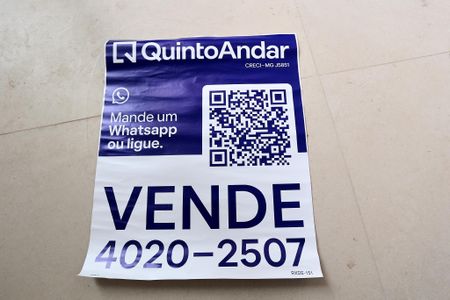 QuintoAndar
CRECI-MG J5851
Mande um
Whatsapp
ou ligue.
VENDE
4020-2507